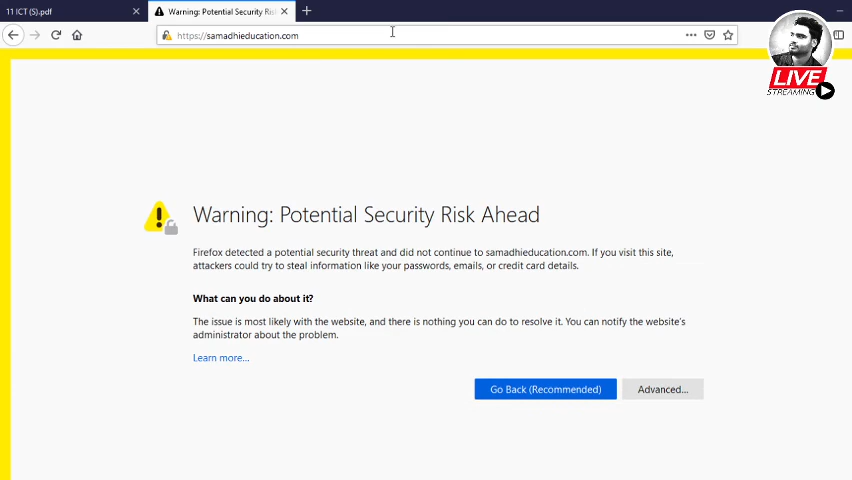 11 ICT (S).pdf
Warning: Potential Security Ris
https://samadhieducation.com
LIVE
STREAMING
Warning: Potential Security Risk Ahead
Firefox detected a potential security threat and did not continue to samadhieducation.com. If you visit this site,
attackers could try to steal information like your passwords, emails, or credit card details.
What can you do about it?
The issue is most likely with the website, and there is nothing you can do to resolve it. You can notify the website's
administrator about the problem.
Learn more...
Go Back (Recommended)
Advanced...